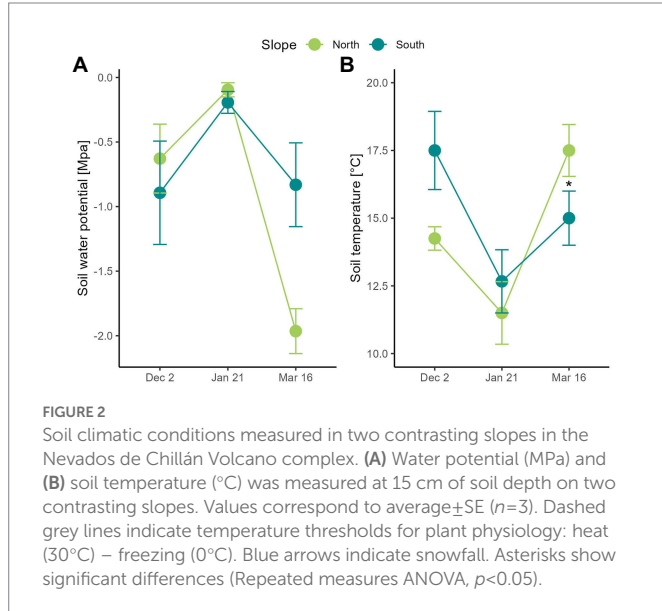 Slope North South
A
B
Soil water potential [Mpa]
0.0
-0.5
-1.0
-1.5
-2.0
Dec 2 Jan 21 Mar 16
Soil temperature [°C]
20.0
17.5
15.0
12.5
10.0
*
Dec 2 Jan 21 Mar 16
FIGURE 2
Soil climatic conditions measured in two contrasting slopes in the
Nevados de Chillán Volcano complex. (A) Water potential (MPa) and
(B) soil temperature (°C) was measured at 15 cm of soil depth on two
contrasting slopes. Values correspond to average±SE (n=3). Dashed
grey lines indicate temperature thresholds for plant physiology: heat
(30°C) – freezing (0°C). Blue arrows indicate snowfall. Asterisks show
significant differences (Repeated measures ANOVA, p<0.05).